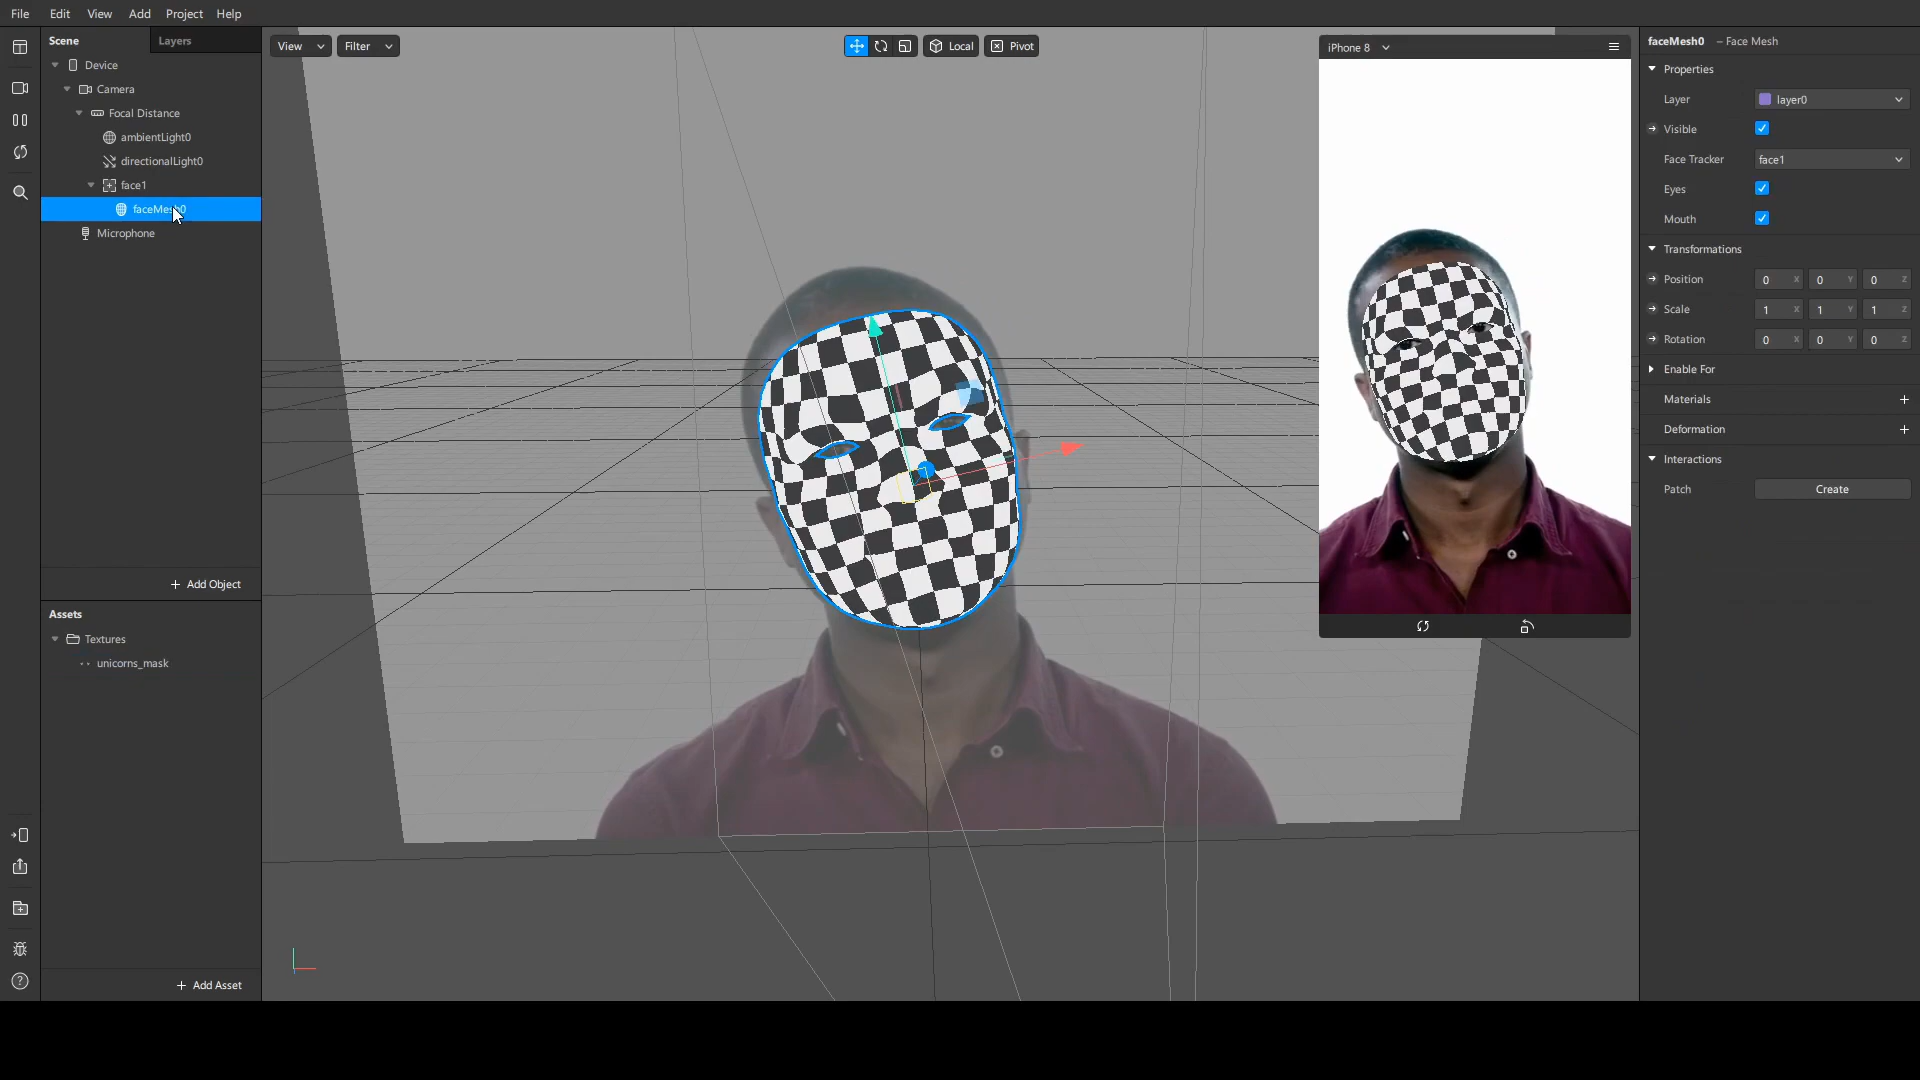 File Edit View Add Project Help
Scene Layers
Device
Camera
Focal Distance
ambientLight0
directionalLight0
face1
faceMesh0
Microphone
+ Add Object
Assets
Textures
unicorns_mask
+ Add Asset
View Filter
Local Pivot
iPhone 8
faceMesh0 – Face Mesh
Properties
Layer layer0
Visible
Face Tracker face1
Eyes
Mouth
Transformations
Position 0 X 0 Y 0 Z
Scale 1 X 1 Y 1 Z
Rotation 0 X 0 Y 0 Z
Enable For
Materials +
Deformation +
Interactions
Patch Create